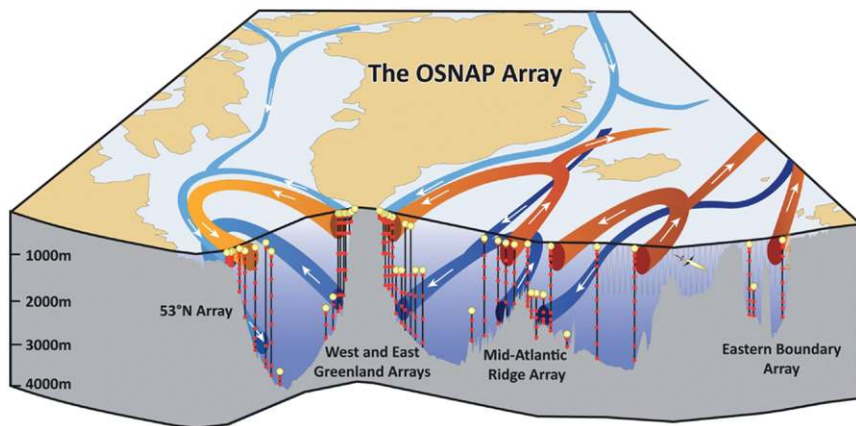 The OSNAP Array
1000m
2000m
3000m
4000m
53°N Array
West and East
Greenland Arrays
Mid-Atlantic
Ridge Array
Eastern Boundary
Array